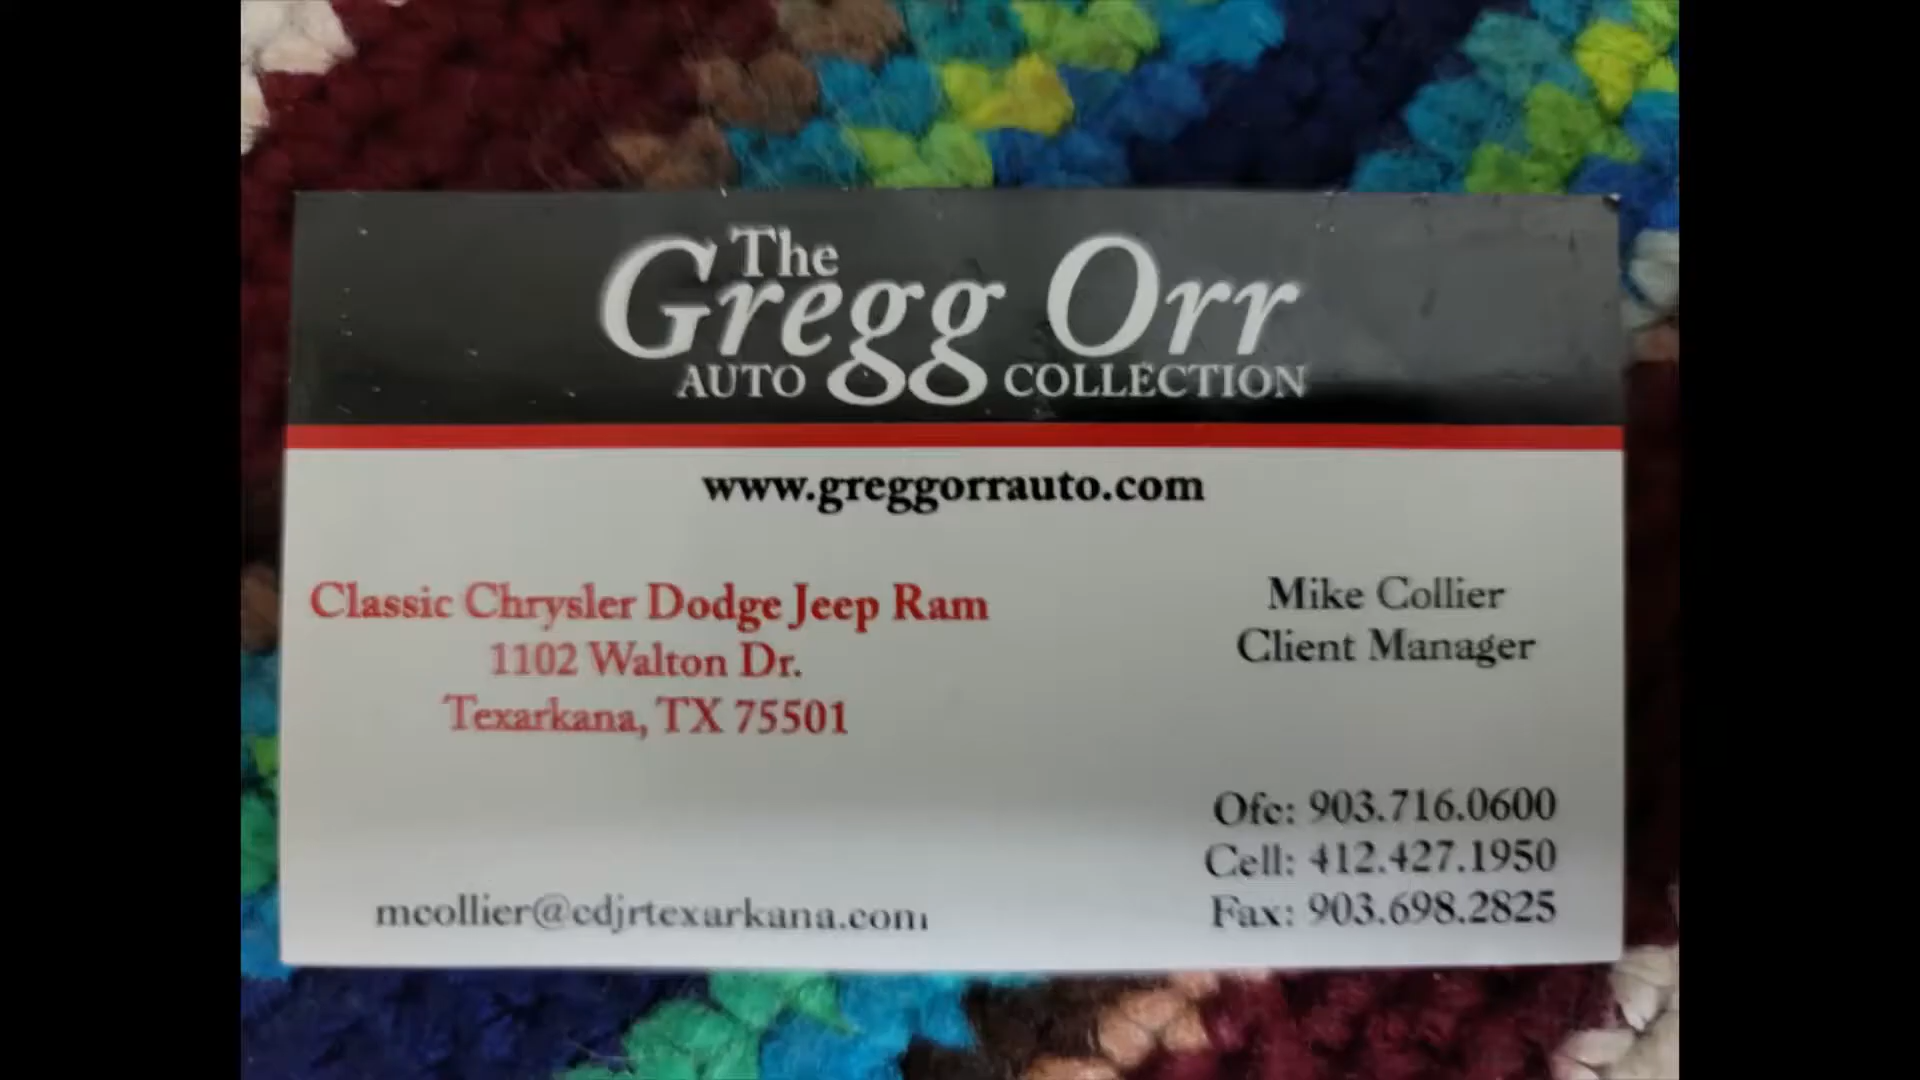 The
Gregg Orr
AUTO COLLECTION
www.greggorrauto.com
Classic Chrysler Dodge Jeep Ram
1102 Walton Dr.
Texarkana, TX 75501
Mike Collier
Client Manager
Ofc: 903.716.0600
Cell: 412.427.1950
Fax: 903.698.2825
mcollier@cdjrtexarkana.com